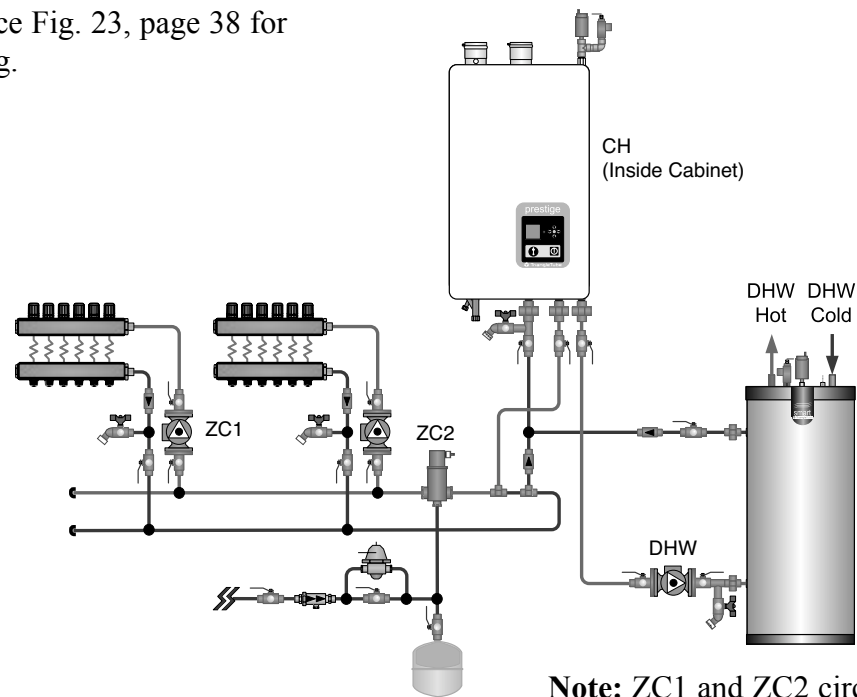 ce Fig. 23, page 38 for
g.
CH
(Inside Cabinet)
prestige
DHW Hot
DHW Cold
smart
ZC1
ZC2
DHW
Note: ZC1 and ZC2 circ